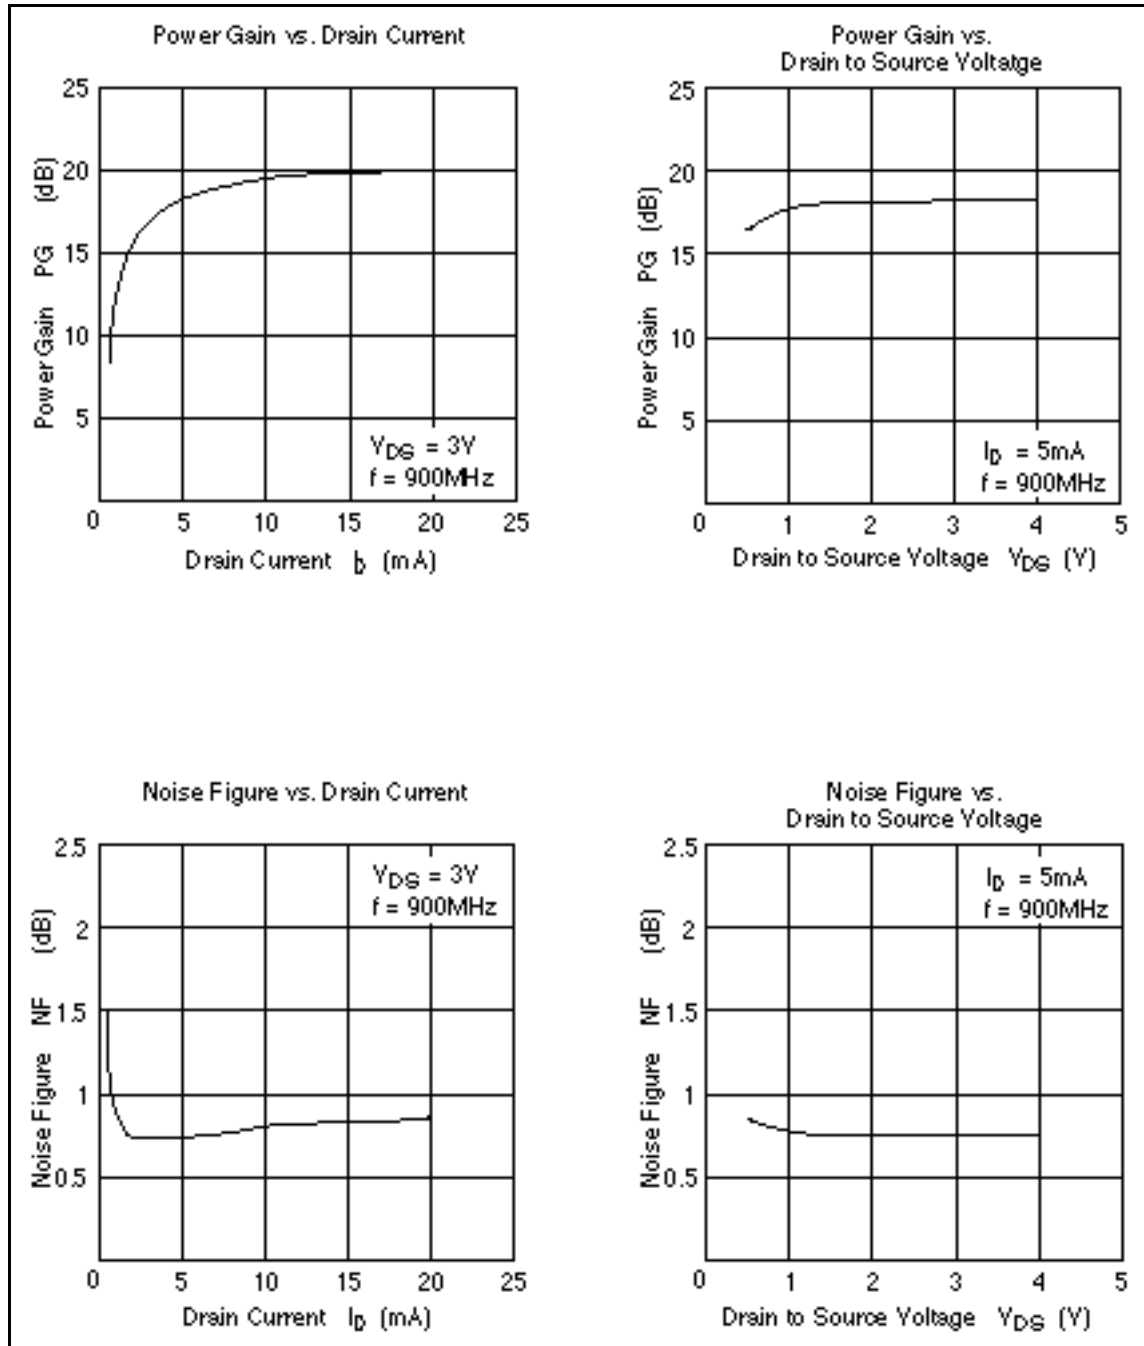 Power Gain vs. Drain Current
25
20
15
10
5
0 5 10 15 20 25
Power Gain PG (dB)
VDS = 3V
f = 900MHz
Drain Current ID (mA)
Power Gain vs.
Drain to Source Voltatge
25
20
15
10
5
0 1 2 3 4 5
Power Gain PG (dB)
ID = 5mA
f = 900MHz
Drain to Source Voltage VDS (V)
Noise Figure vs. Drain Current
2.5
2
1.5
1
0.5
0 5 10 15 20 25
Noise Figure NF (dB)
VDS = 3V
f = 900MHz
Drain Current ID (mA)
Noise Figure vs.
Drain to Source Voltage
2.5
2
1.5
1
0.5
0 1 2 3 4 5
Noise Figure NF (dB)
ID = 5mA
f = 900MHz
Drain to Source Voltage VDS (V)